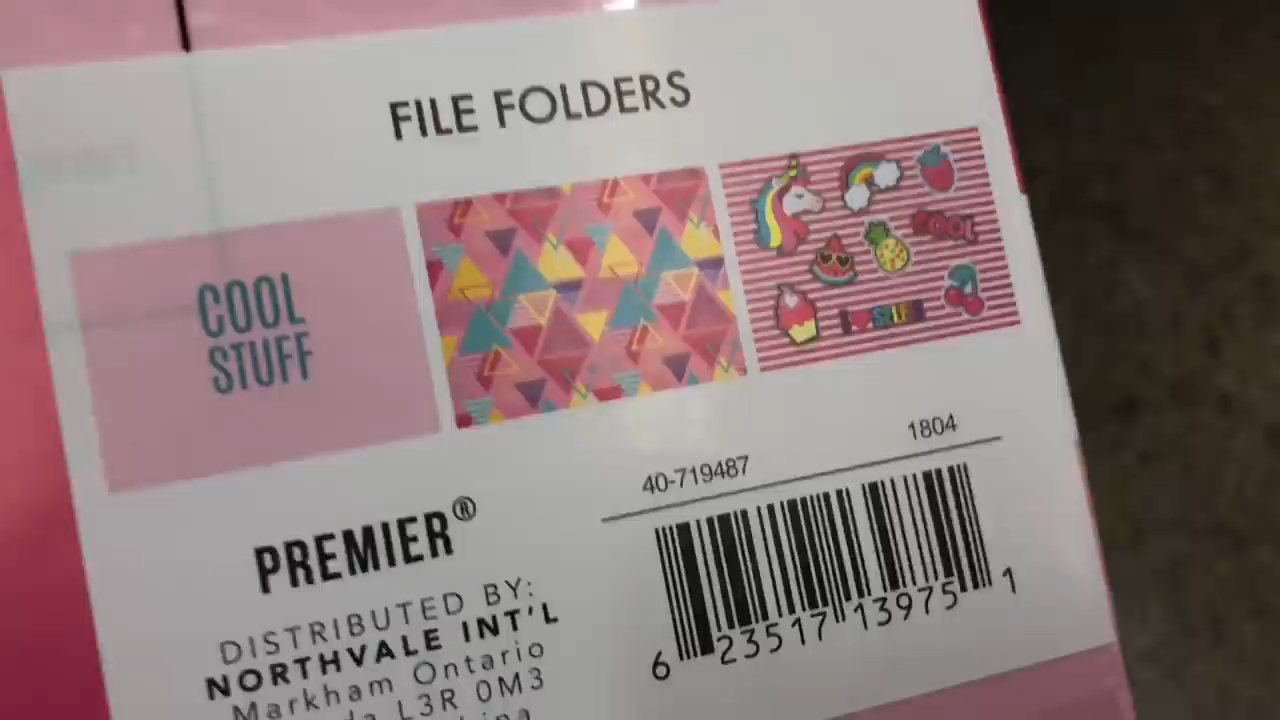 FILE FOLDERS
COOL
STUFF
COOL
40-719487
1804
PREMIER®
DISTRIBUTED BY:
NORTHVALE INT'L
Markham Ontario
L3R 0M3
6 23517 13975 1